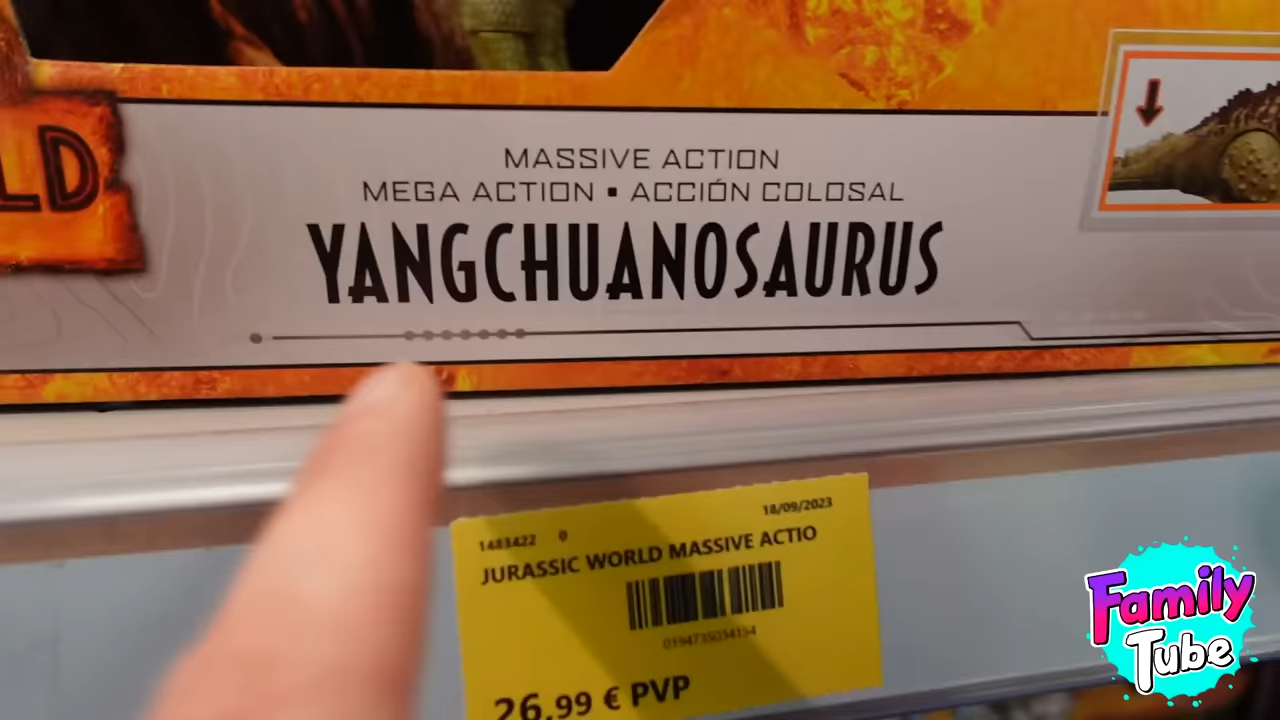 LD
MASSIVE ACTION
MEGA ACTION ▪ ACCIÓN COLOSAL
YANGCHUANOSAURUS
18/09/2023
1483422 0
JURASSIC WORLD MASSIVE ACTIO
0194735034154
26,99 € PVP
Family
Tube